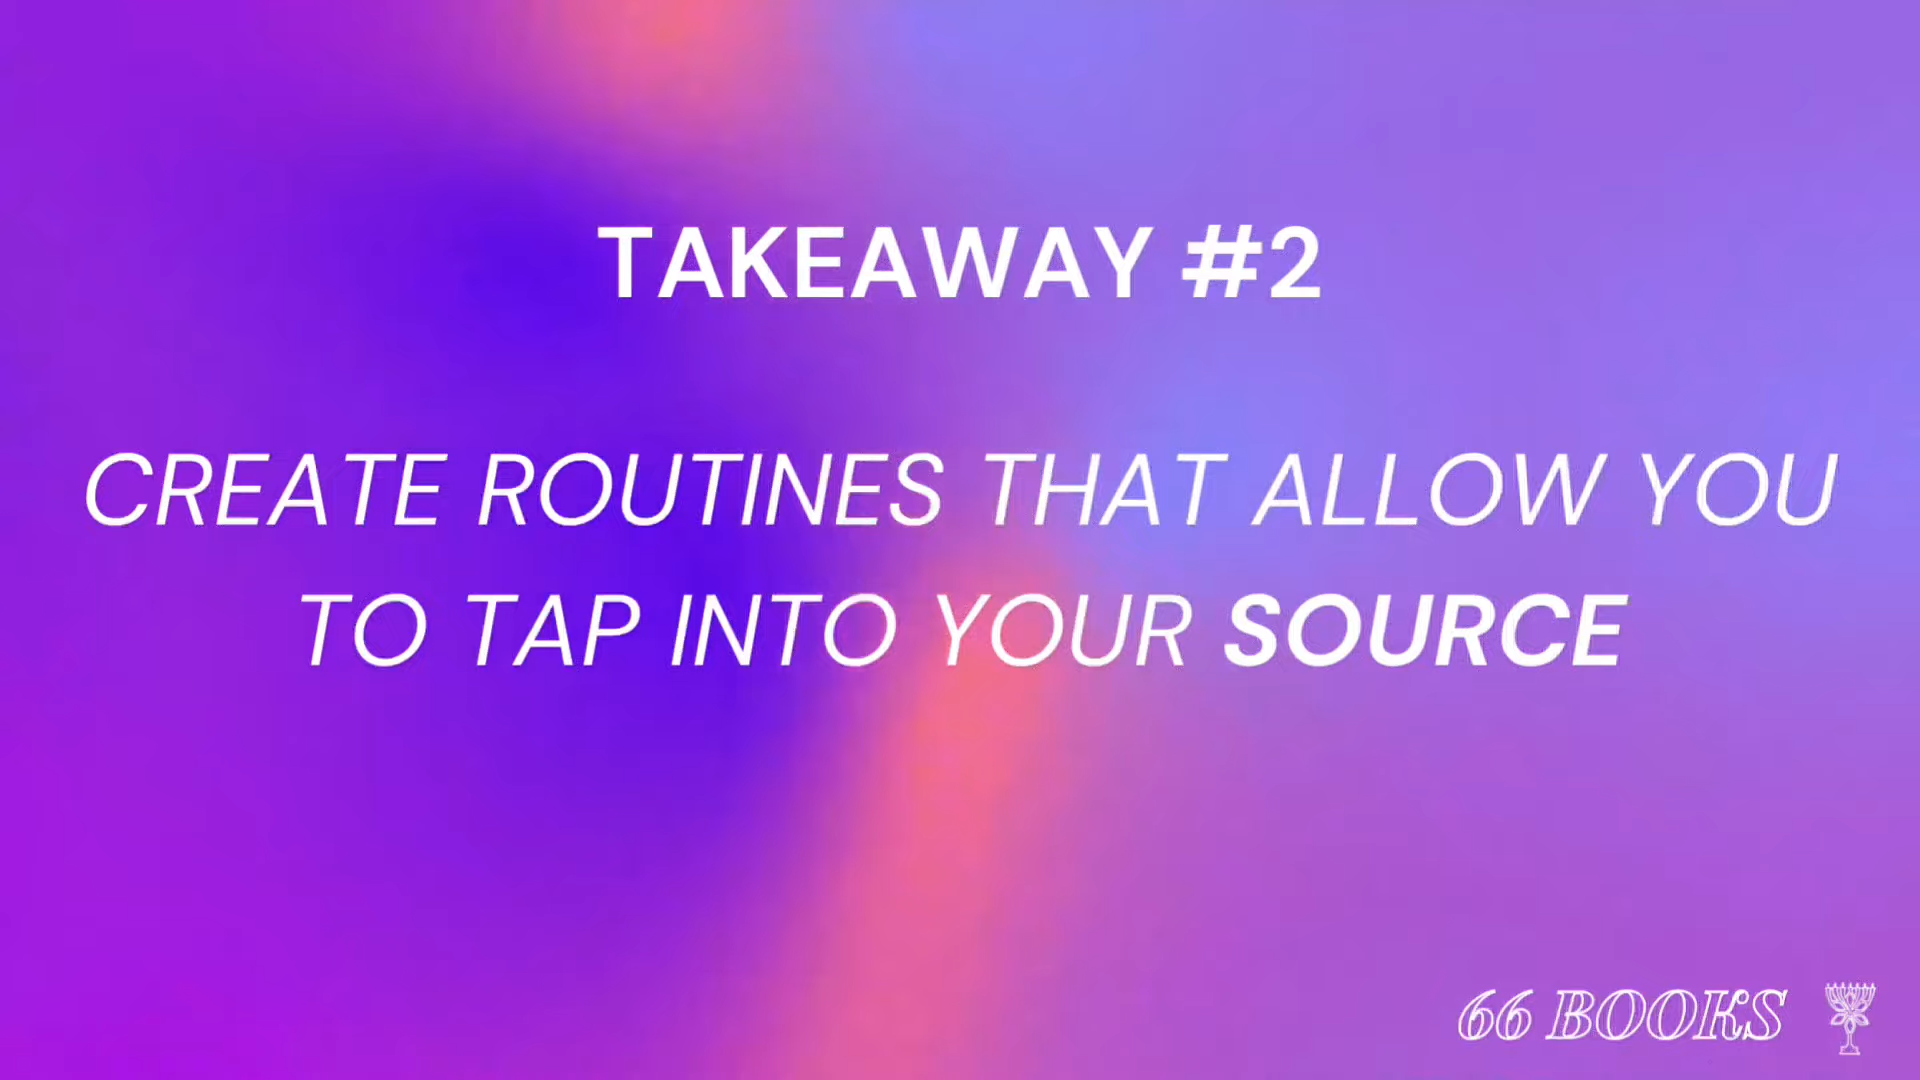 TAKEAWAY #2
CREATE ROUTINES THAT ALLOW YOU
TO TAP INTO YOUR SOURCE
66 BOOKS